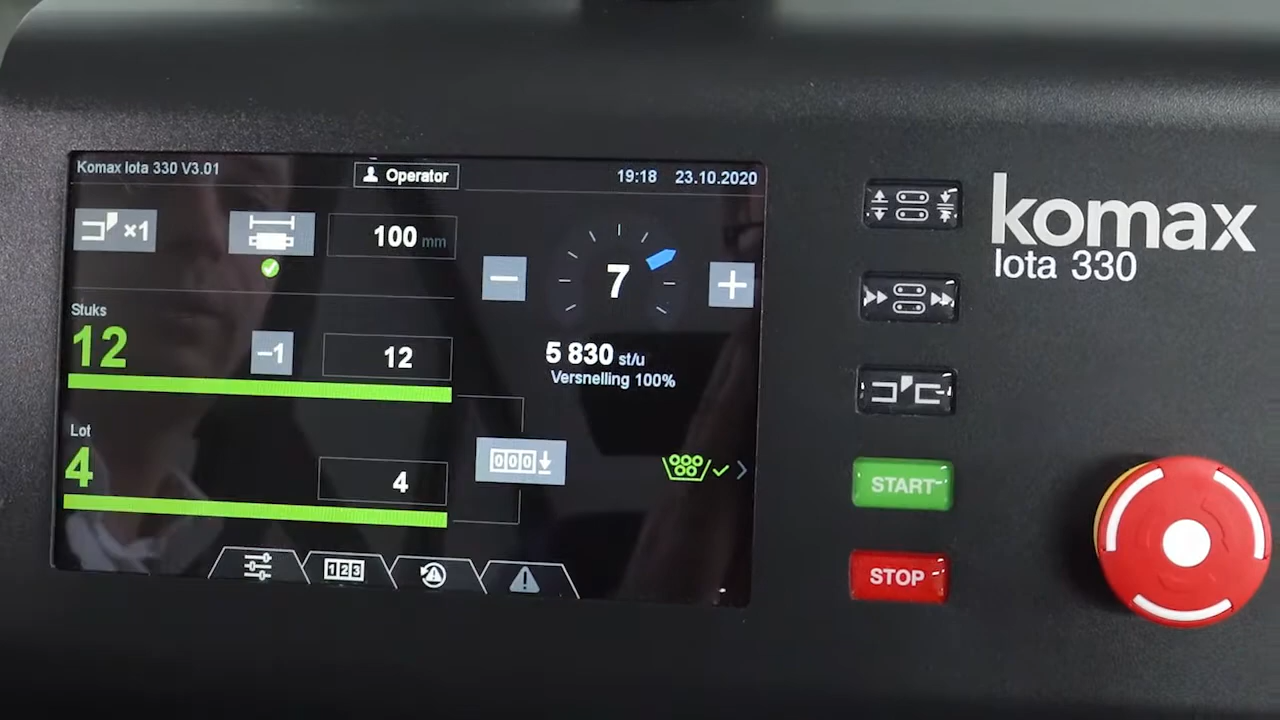 Komax Iota 330 V3.01
Operator
19:18 23.10.2020
×1
100 mm
7
Stuks
12
−1
12
5 830 st/u
Versnelling 100%
Lot
4
000
4
123
komax
Iota 330
START
STOP